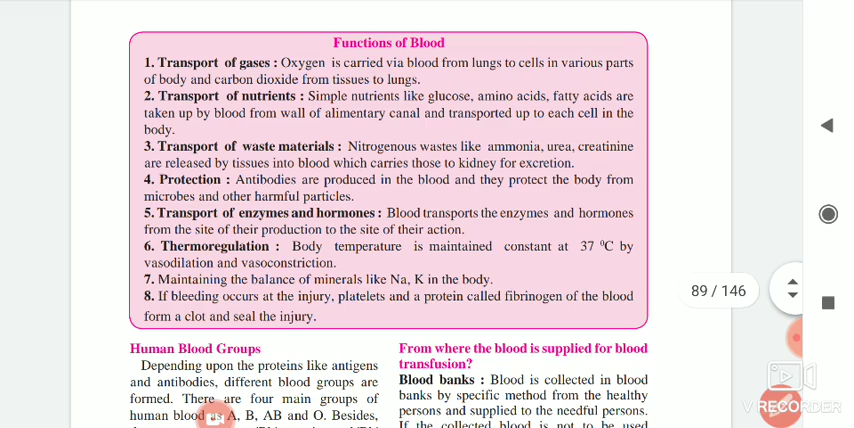 Functions of Blood
1. Transport of gases : Oxygen is carried via blood from lungs to cells in various parts
of body and carbon dioxide from tissues to lungs.
2. Transport of nutrients : Simple nutrients like glucose, amino acids, fatty acids are
taken up by blood from wall of alimentary canal and transported up to each cell in the
body.
3. Transport of waste materials : Nitrogenous wastes like ammonia, urea, creatinine
are released by tissues into blood which carries those to kidney for excretion.
4. Protection : Antibodies are produced in the blood and they protect the body from
microbes and other harmful particles.
5. Transport of enzymes and hormones : Blood transports the enzymes and hormones
from the site of their production to the site of their action.
6. Thermoregulation : Body temperature is maintained constant at 37 ⁰C by
vasodilation and vasoconstriction.
7. Maintaining the balance of minerals like Na, K in the body.
8. If bleeding occurs at the injury, platelets and a protein called fibrinogen of the blood
form a clot and seal the injury.
Human Blood Groups
Depending upon the proteins like antigens
and antibodies, different blood groups are
formed. There are four main groups of
human blood as A, B, AB and O. Besides,
From where the blood is supplied for blood
transfusion?
Blood banks : Blood is collected in blood
banks by specific method from the healthy
persons and supplied to the needful persons.
If the collected blood is not to be used
89 / 146
VRECORDER